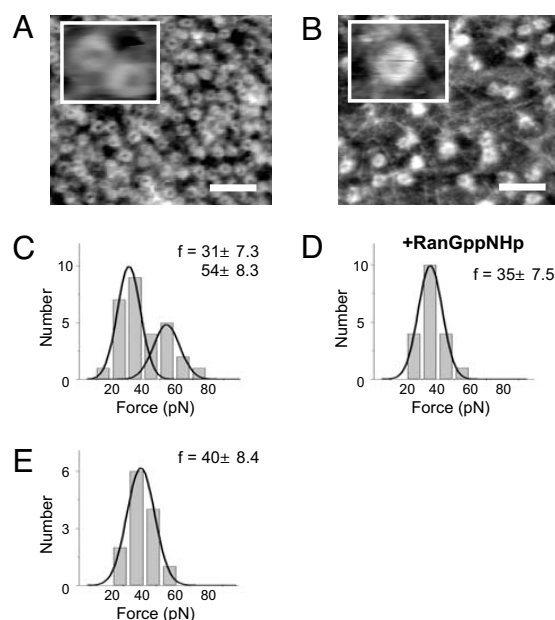 A
B
C
f = 31± 7.3
54± 8.3
Number
10
5
0
20 40 60 80
Force (pN)
D
+RanGppNHp
f = 35± 7.5
Number
10
5
0
20 40 60 80
Force (pN)
E
f = 40± 8.4
Number
6
3
0
20 40 60 80
Force (pN)